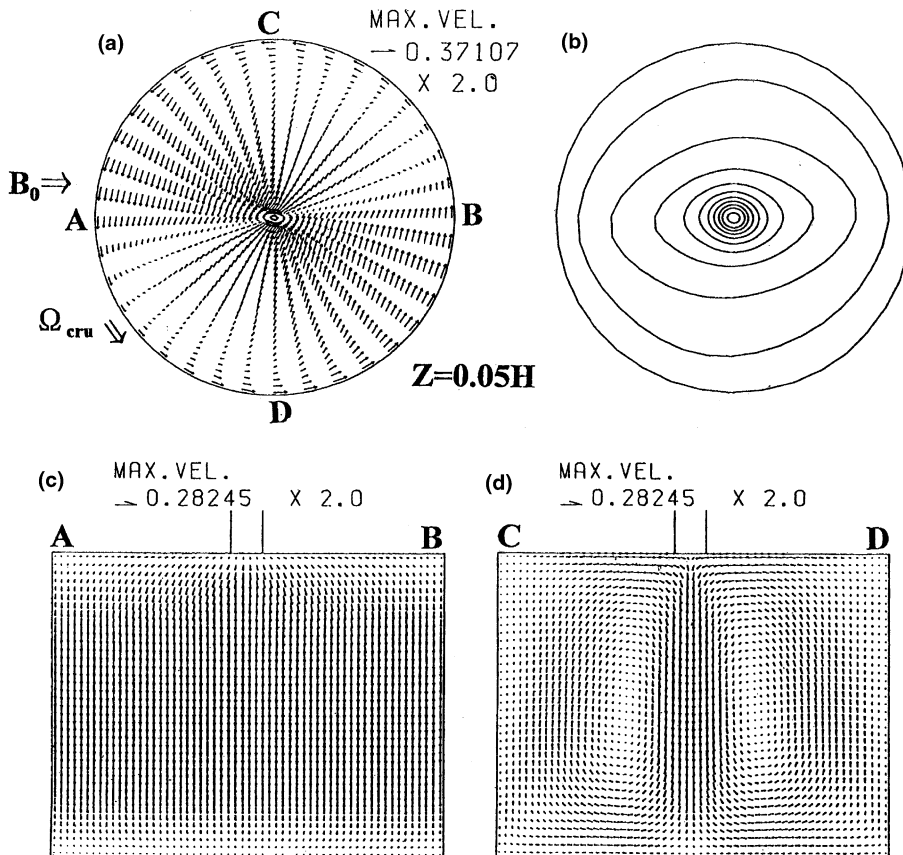 (a)
C
MAX.VEL.
0.37107
X 2.0
(b)
B₀⇒
A
B
Ω cru
Z=0.05H
D
(c)
MAX.VEL.
0.28245 X 2.0
A
B
(d)
MAX.VEL.
0.28245 X 2.0
C
D